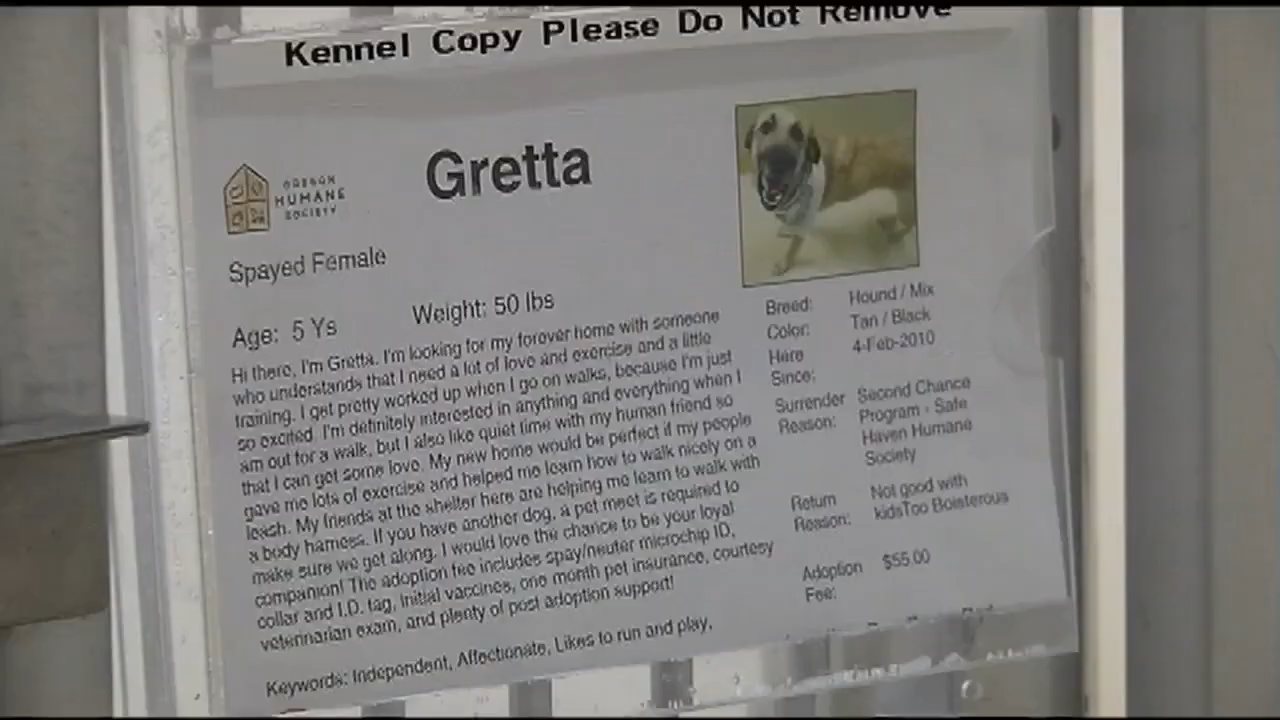 Kennel Copy Please Do Not Remove
OREGON
HUMANE
SOCIETY
Gretta
Spayed Female
Age: 5 Ys
Weight: 50 lbs
Hi there, I'm Gretta. I'm looking for my forever home with someone
who understands that I need a lot of love and exercise and a little
training. I get pretty worked up when I go on walks, because I'm just
so excited. I'm definitely interested in anything and everything when I
am out for a walk, but I also like quiet time with my human friend so
that I can get some love. My new home would be perfect if my people
gave me lots of exercise and helped me learn how to walk nicely on a
leash. My friends at the shelter here are helping me learn to walk with
a body harness. If you have another dog, a pet meet is required to
make sure we get along. I would love the chance to be your loyal
companion! The adoption fee includes spay/neuter microchip ID,
collar and I.D. tag, initial vaccines, one month pet insurance, courtesy
veterinarian exam, and plenty of post adoption support!
Keywords: Independent, Affectionate, Likes to run and play,
Breed: Hound / Mix
Color: Tan / Black
Here Since: 4-Feb-2010
Surrender Reason: Second Chance
Program - Safe
Haven Humane
Society
Return Reason: Not good with
kidsToo Boisterous
Adoption Fee: $55.00